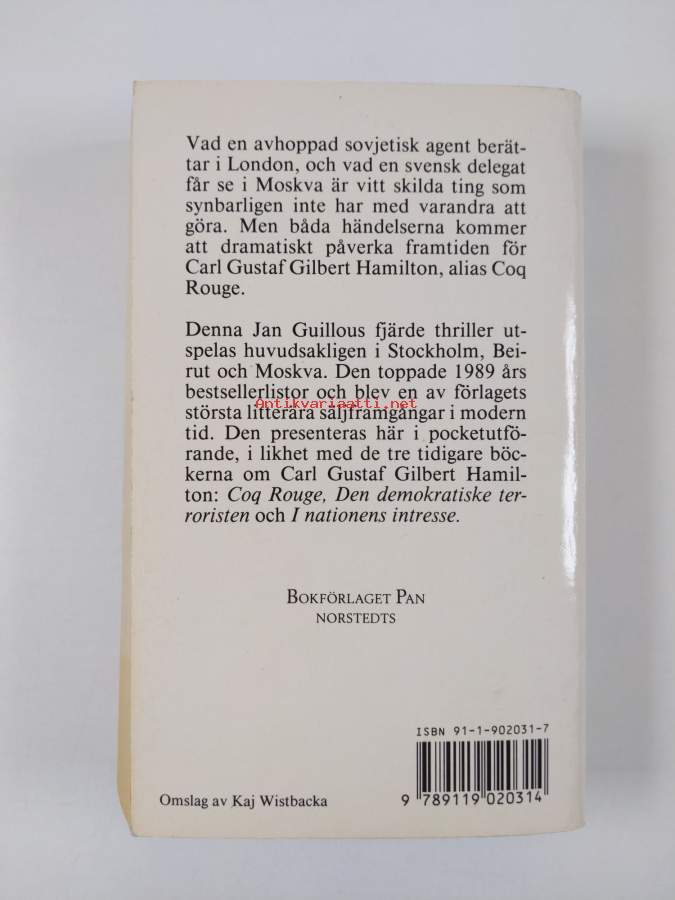 Vad en avhoppad sovjetisk agent berät-
tar i London, och vad en svensk delegat
får se i Moskva är vitt skilda ting som
synbarligen inte har med varandra att
göra. Men båda händelserna kommer
att dramatiskt påverka framtiden för
Carl Gustaf Gilbert Hamilton, alias Coq
Rouge.
Denna Jan Guillous fjärde thriller ut-
spelas huvudsakligen i Stockholm, Bei-
rut och Moskva. Den toppade 1989 års
bestsellerlistor och blev en av förlagets
Antikvariaatti.net
största litterära säljframgångar i modern
tid. Den presenteras här i pocketutfö-
rande, i likhet med de tre tidigare böc-
kerna om Carl Gustaf Gilbert Hamil-
ton: Coq Rouge, Den demokratiske ter-
roristen och I nationens intresse.
BOKFÖRLAGET PAN
NORSTEDTS
ISBN 91-1-902031-7
Omslag av Kaj Wistbacka
9 789119 020314